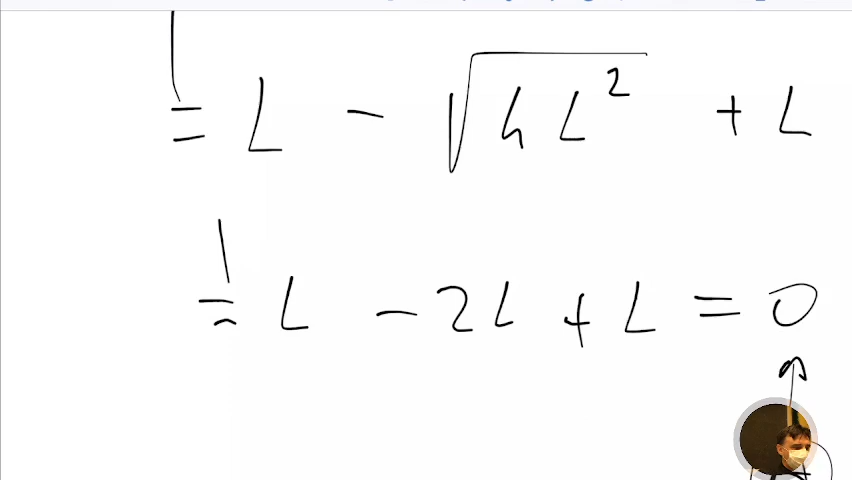 = L - √4L² + L
= L - 2L + L = 0